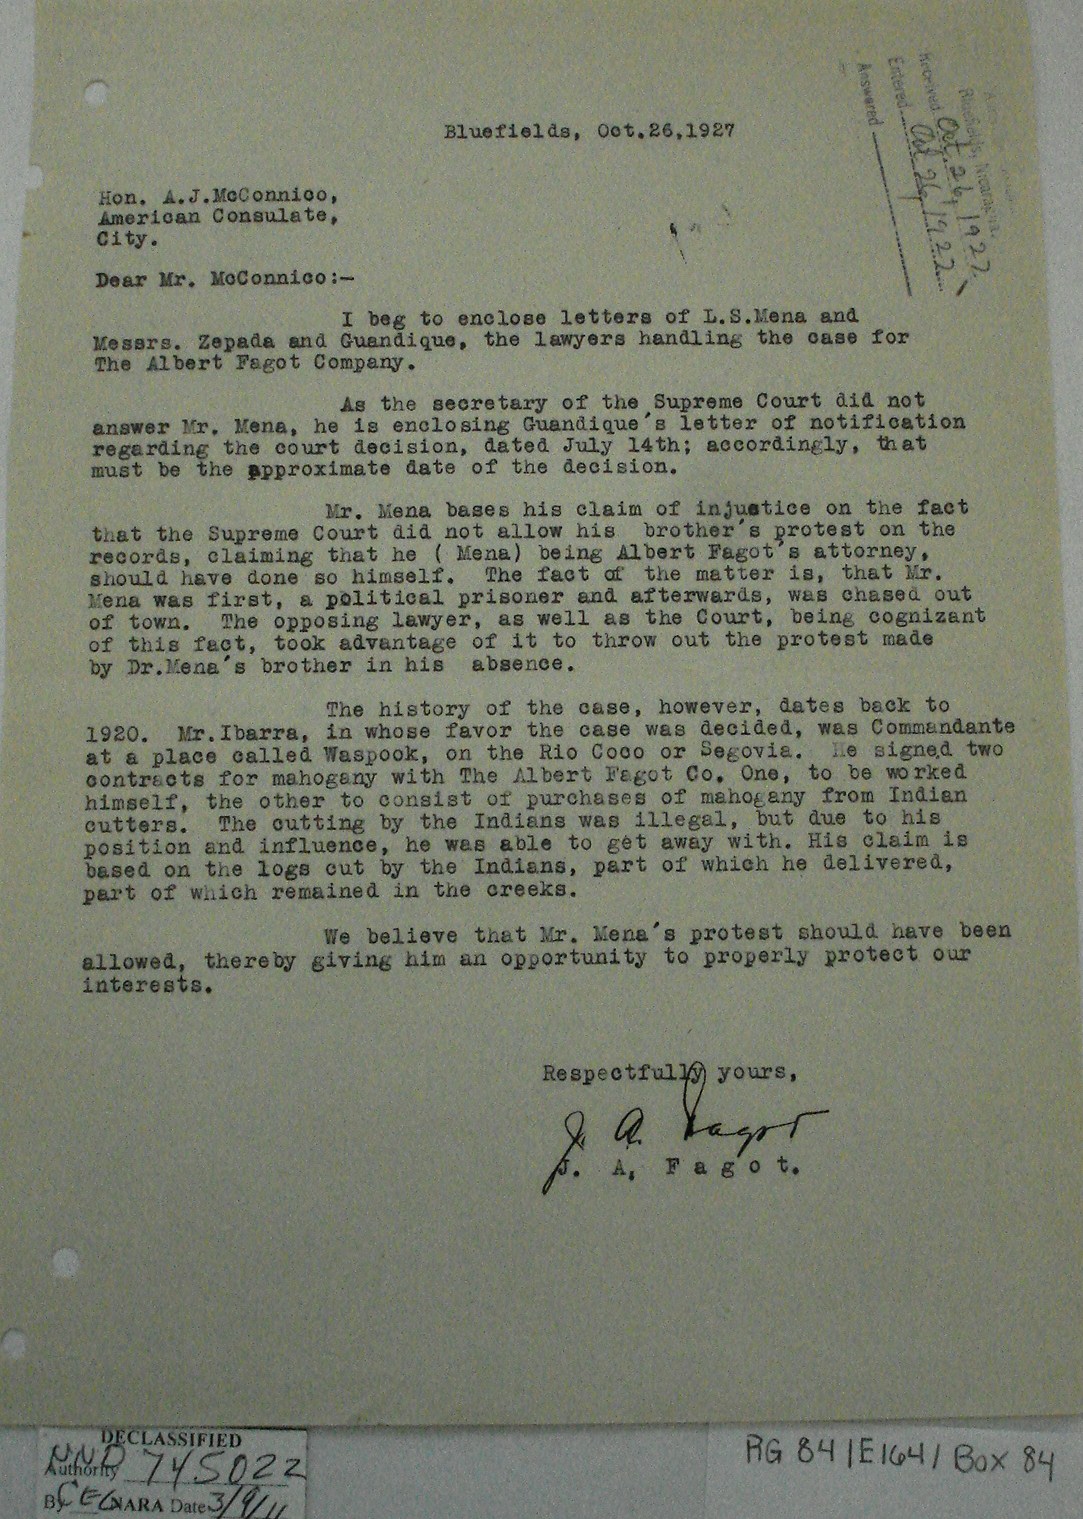 Bluefields, Nicaragua.
Received Oct. 26, 1927
Entered Oct 26, 1927
Answered
Bluefields, Oct.26,1927
Hon. A.J.McConnico,
American Consulate,
City.
Dear Mr. McConnico:-
I beg to enclose letters of L.S.Mena and
Messrs. Zepada and Guandique, the lawyers handling the case for
The Albert Fagot Company.
As the secretary of the Supreme Court did not
answer Mr. Mena, he is enclosing Guandique's letter of notification
regarding the court decision, dated July 14th; accordingly, that
must be the approximate date of the decision.
Mr. Mena bases his claim of injustice on the fact
that the Supreme Court did not allow his brother's protest on the
records, claiming that he ( Mena) being Albert Fagot's attorney,
should have done so himself. The fact of the matter is, that Mr.
Mena was first, a political prisoner and afterwards, was chased out
of town. The opposing lawyer, as well as the Court, being cognizant
of this fact, took advantage of it to throw out the protest made
by Dr.Mena's brother in his absence.
The history of the case, however, dates back to
1920. Mr.Ibarra, in whose favor the case was decided, was Commandante
at a place called Waspook, on the Rio Coco or Segovia. He signed two
contracts for mahogany with The Albert Fagot Co. One, to be worked
himself, the other to consist of purchases of mahogany from Indian
cutters. The cutting by the Indians was illegal, but due to his
position and influence, he was able to get away with. His claim is
based on the logs cut by the Indians, part of which he delivered,
part of which remained in the creeks.
We believe that Mr. Mena's protest should have been
allowed, thereby giving him an opportunity to properly protect our
interests.
Respectfully yours,
J. A. Fagot
J. A, F a g o t.
DECLASSIFIED
Authority NND 745022
By CEC NARA Date 3/9/11
RG 84/E164/ Box 84